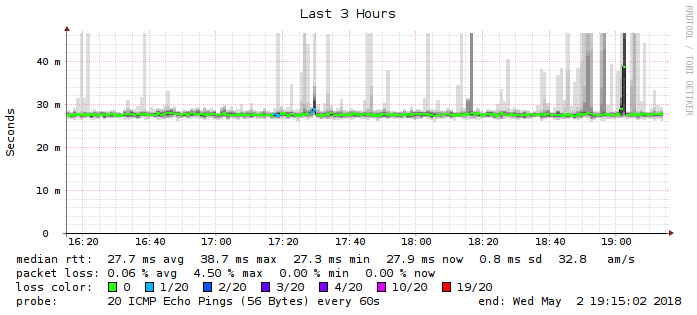 Last 3 Hours
RRDTOOL / TOBI OETIKER
Seconds
40 m
30 m
20 m
10 m
0
16:20 16:40 17:00 17:20 17:40 18:00 18:20 18:40 19:00
median rtt: 27.7 ms avg 38.7 ms max 27.3 ms min 27.9 ms now 0.8 ms sd 32.8 am/s
packet loss: 0.06 % avg 4.50 % max 0.00 % min 0.00 % now
loss color: 0 1/20 2/20 3/20 4/20 10/20 19/20
probe: 20 ICMP Echo Pings (56 Bytes) every 60s end: Wed May 2 19:15:02 2018